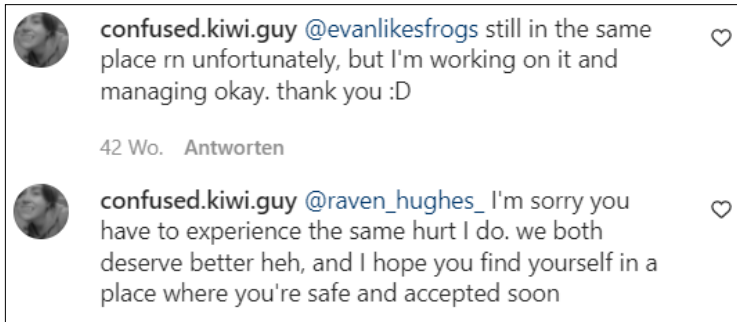 confused.kiwi.guy @evanlikesfrogs still in the same
place rn unfortunately, but I'm working on it and
managing okay. thank you :D
42 Wo. Antworten
confused.kiwi.guy @raven_hughes_ I'm sorry you
have to experience the same hurt I do. we both
deserve better heh, and I hope you find yourself in a
place where you're safe and accepted soon